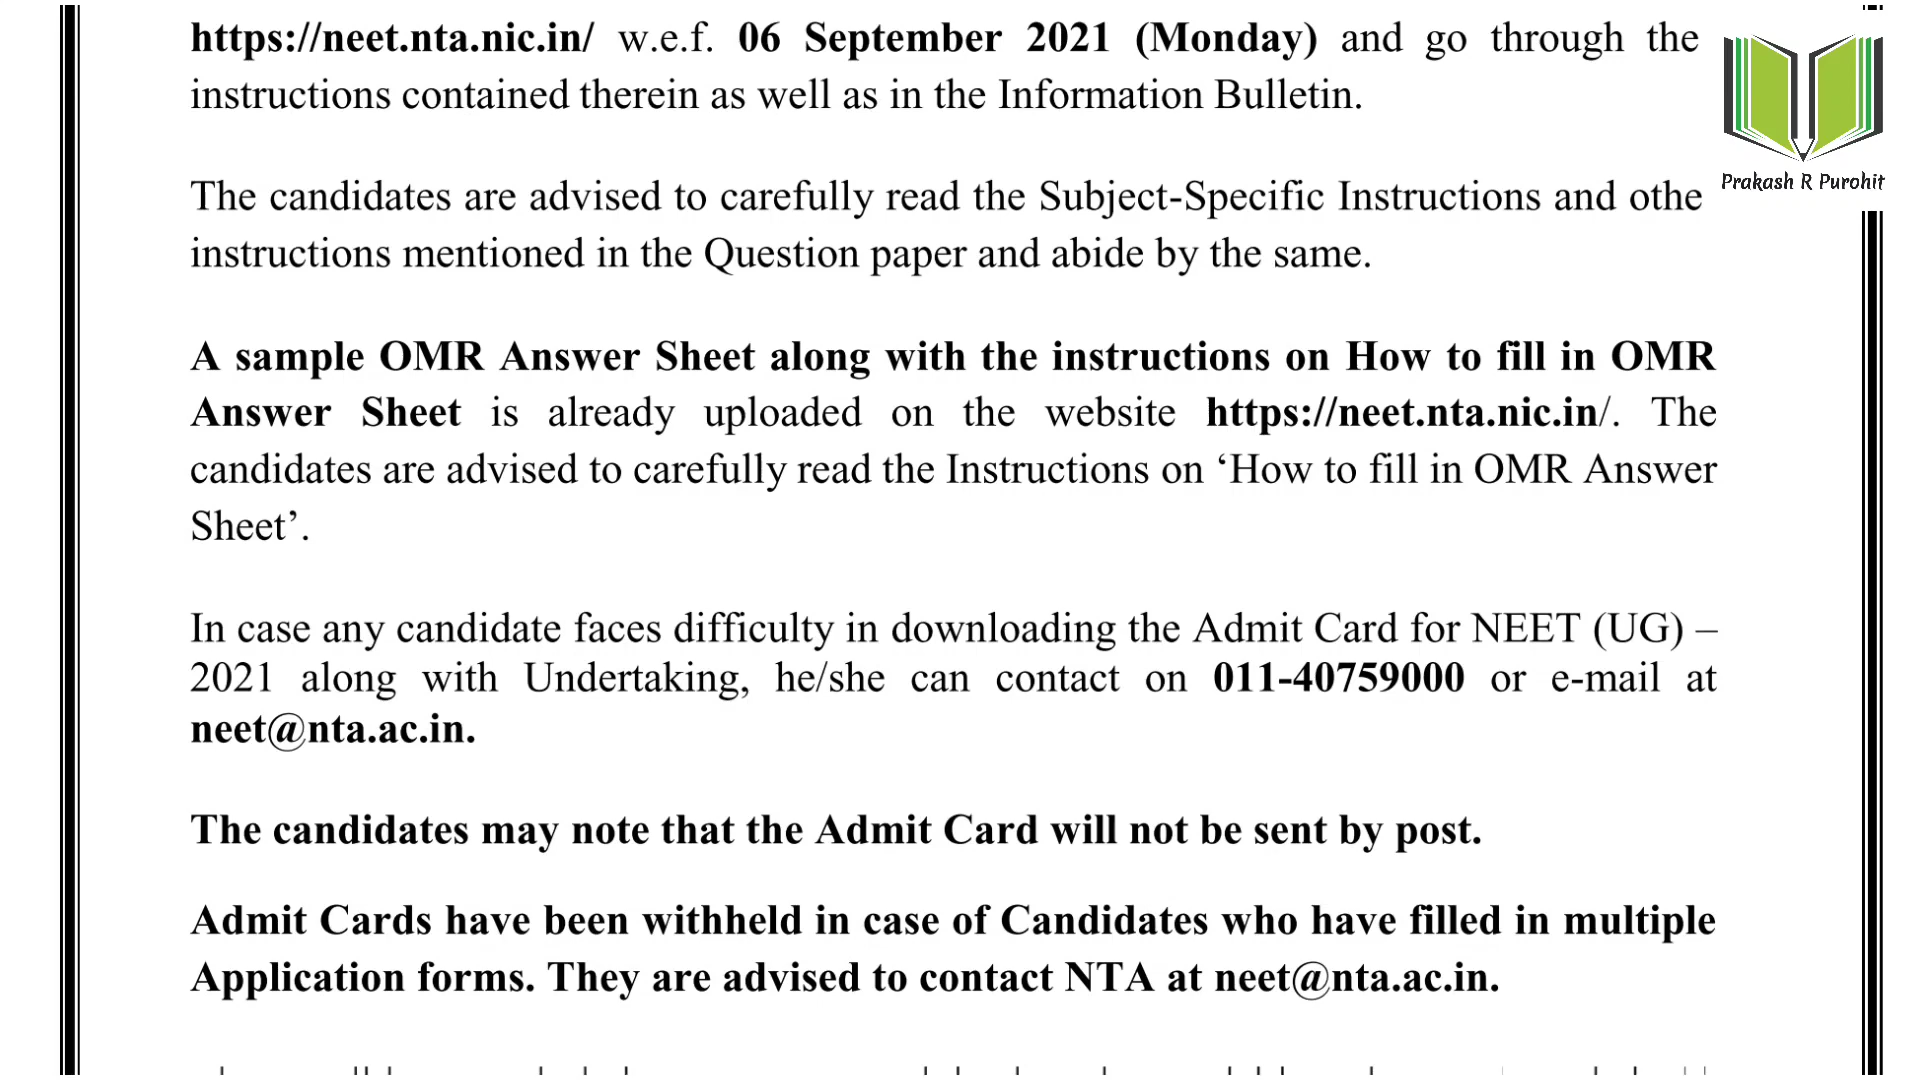 https://neet.nta.nic.in/ w.e.f. 06 September 2021 (Monday) and go through the
instructions contained therein as well as in the Information Bulletin.
Prakash R Purohit
The candidates are advised to carefully read the Subject-Specific Instructions and othe
instructions mentioned in the Question paper and abide by the same.
A sample OMR Answer Sheet along with the instructions on How to fill in OMR
Answer Sheet is already uploaded on the website https://neet.nta.nic.in/. The
candidates are advised to carefully read the Instructions on ‘How to fill in OMR Answer
Sheet’.
In case any candidate faces difficulty in downloading the Admit Card for NEET (UG) –
2021 along with Undertaking, he/she can contact on 011-40759000 or e-mail at
neet@nta.ac.in.
The candidates may note that the Admit Card will not be sent by post.
Admit Cards have been withheld in case of Candidates who have filled in multiple
Application forms. They are advised to contact NTA at neet@nta.ac.in.